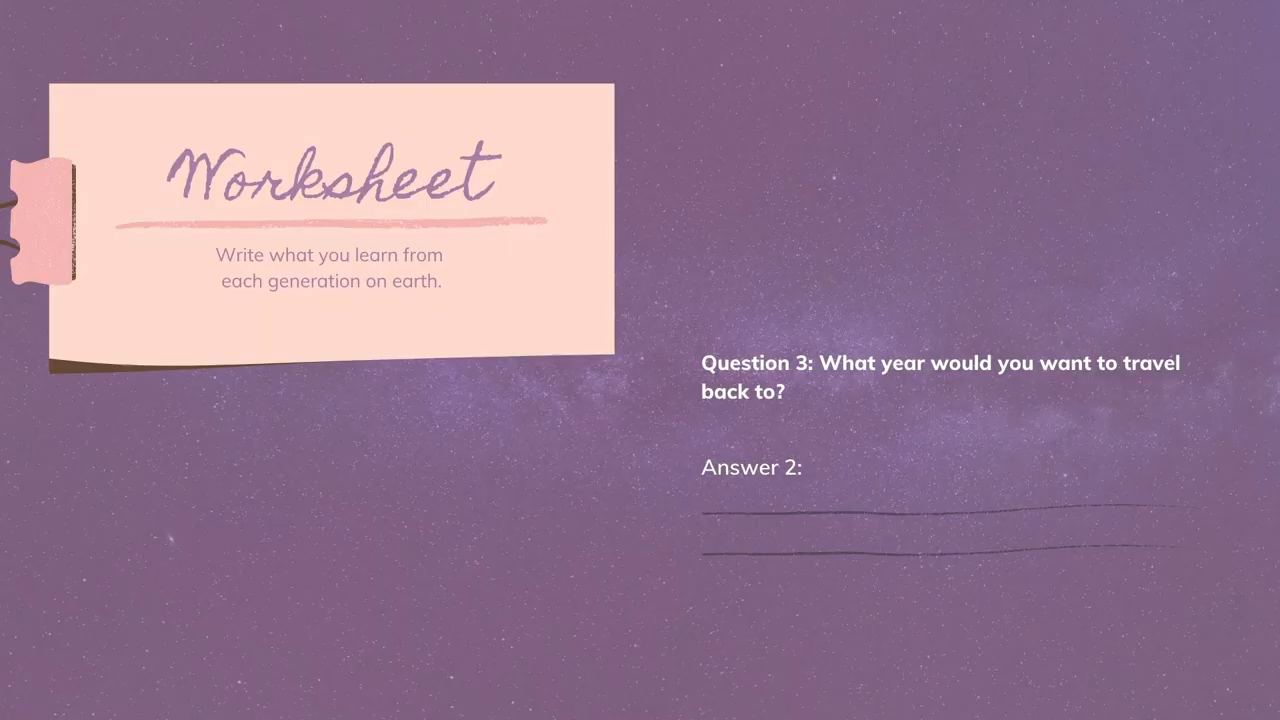 Worksheet
Write what you learn from
each generation on earth.
Question 3: What year would you want to travel
back to?
Answer 2: